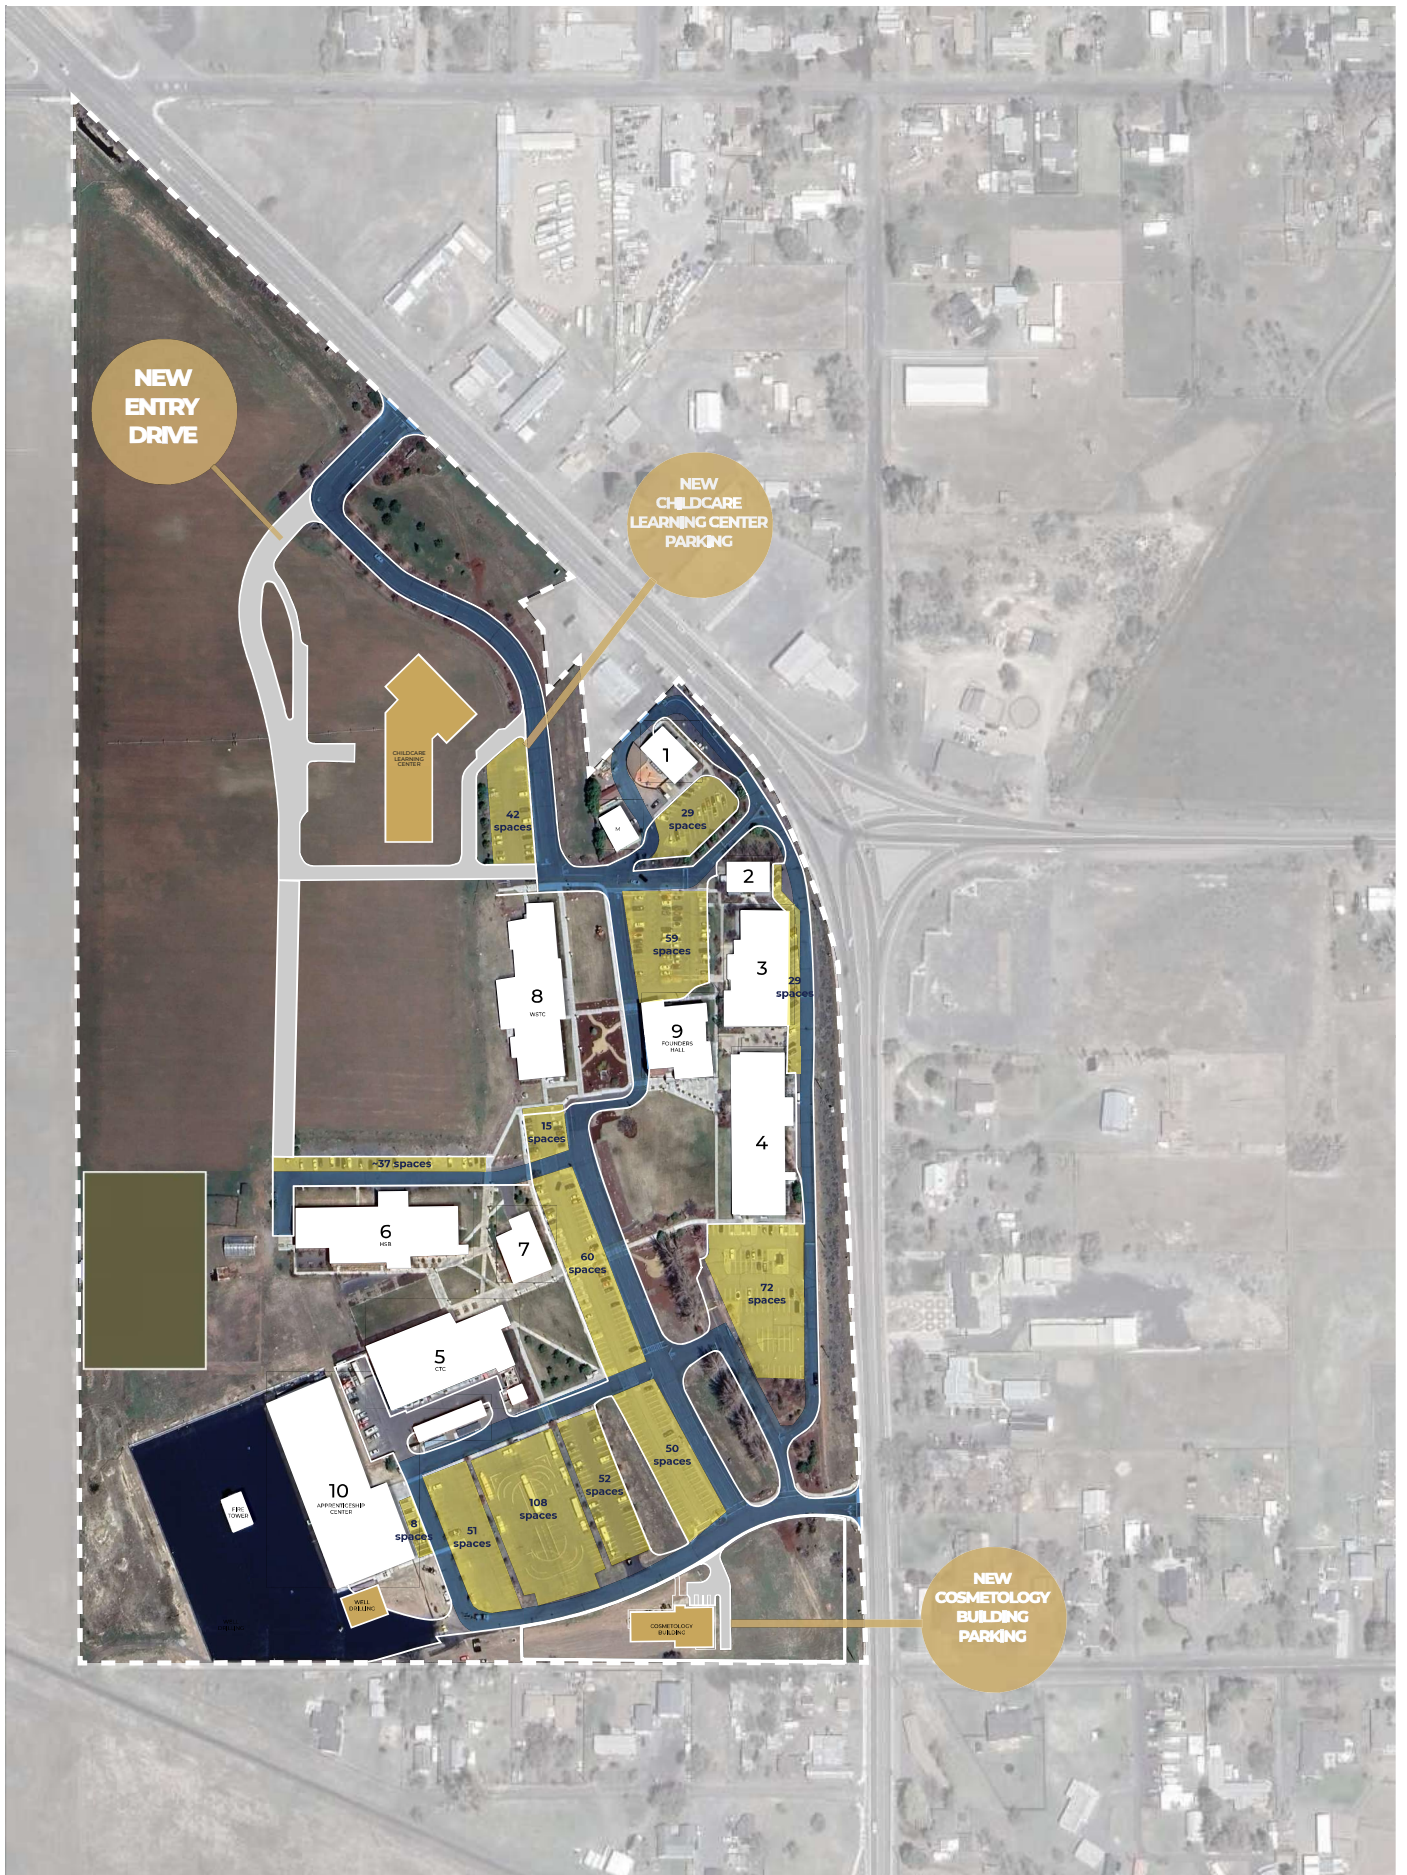 NEW
ENTRY
DRIVE
NEW
CHILDCARE
LEARNING CENTER
PARKING
CHILDCARE
LEARNING
CENTER
1
42
spaces
29
spaces
M
2
59
spaces
3
29
spaces
8
WSTC
9
FOUNDERS
HALL
15
spaces
4
~37 spaces
6
HSB
7
60
spaces
72
spaces
5
CTC
50
spaces
52
spaces
10
APPRENTICESHIP
CENTER
108
spaces
FIRE
TOWER
8
spaces
51
spaces
WELL
DRILLING
COSMETOLOGY
BUILDING
NEW
COSMETOLOGY
BUILDING
PARKING